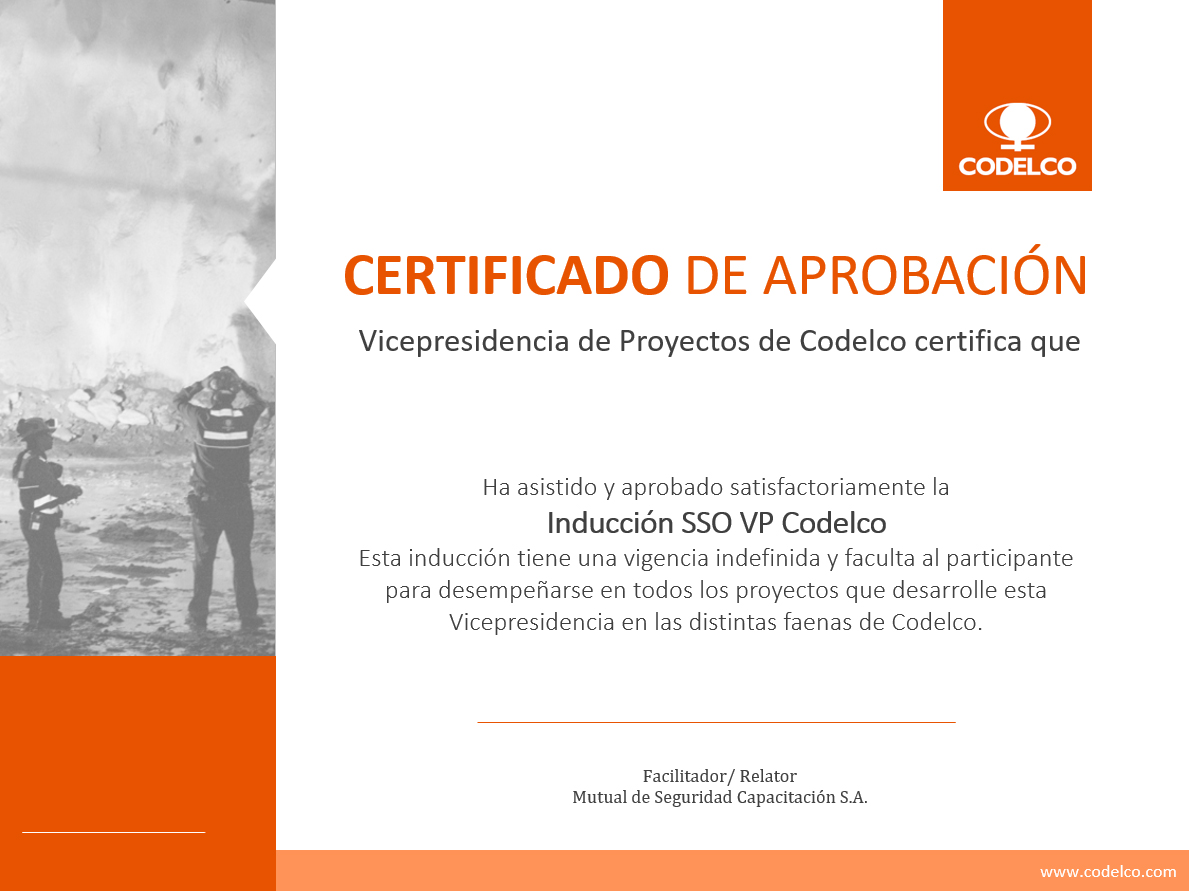 CODELCO
CERTIFICADO DE APROBACIÓN
Vicepresidencia de Proyectos de Codelco certifica que
Ha asistido y aprobado satisfactoriamente la
Inducción SSO VP Codelco
Esta inducción tiene una vigencia indefinida y faculta al participante
para desempeñarse en todos los proyectos que desarrolle esta
Vicepresidencia en las distintas faenas de Codelco.
Facilitador/ Relator
Mutual de Seguridad Capacitación S.A.
www.codelco.com